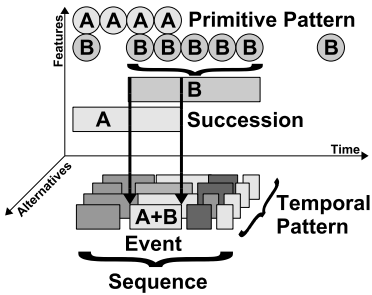 Features
A A A A Primitive Pattern
B B B B B B B
B
A Succession
Time
Alternatives
A+B Temporal
Pattern
Event
Sequence